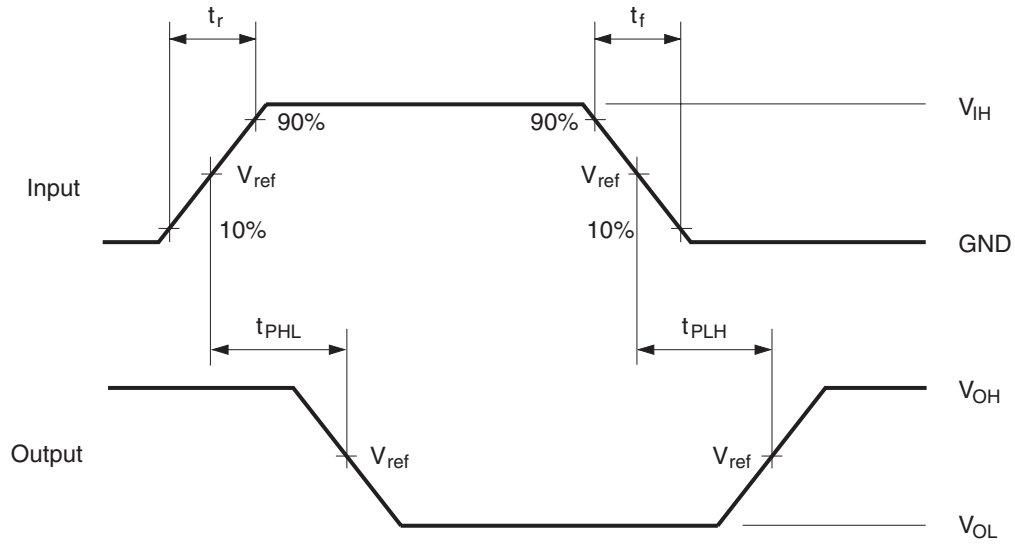 tr
tf
90%
90%
VIH
Input
Vref
Vref
10%
10%
GND
tPHL
tPLH
VOH
Output
Vref
Vref
VOL